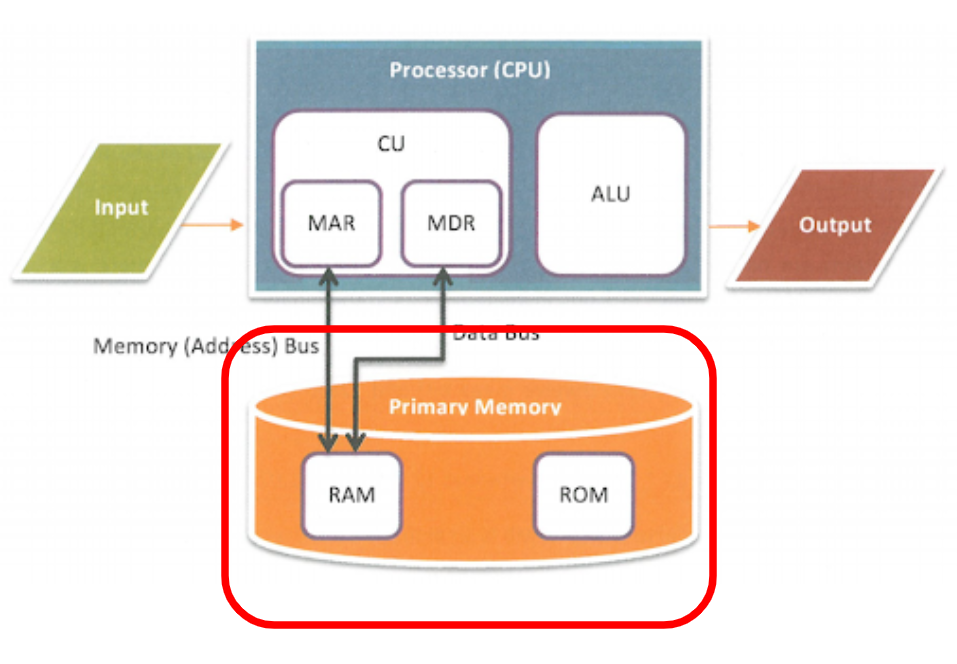 Processor (CPU)
CU
Input
MAR
MDR
ALU
Output
Memory (Address) Bus
Data Bus
Primary Memory
RAM
ROM